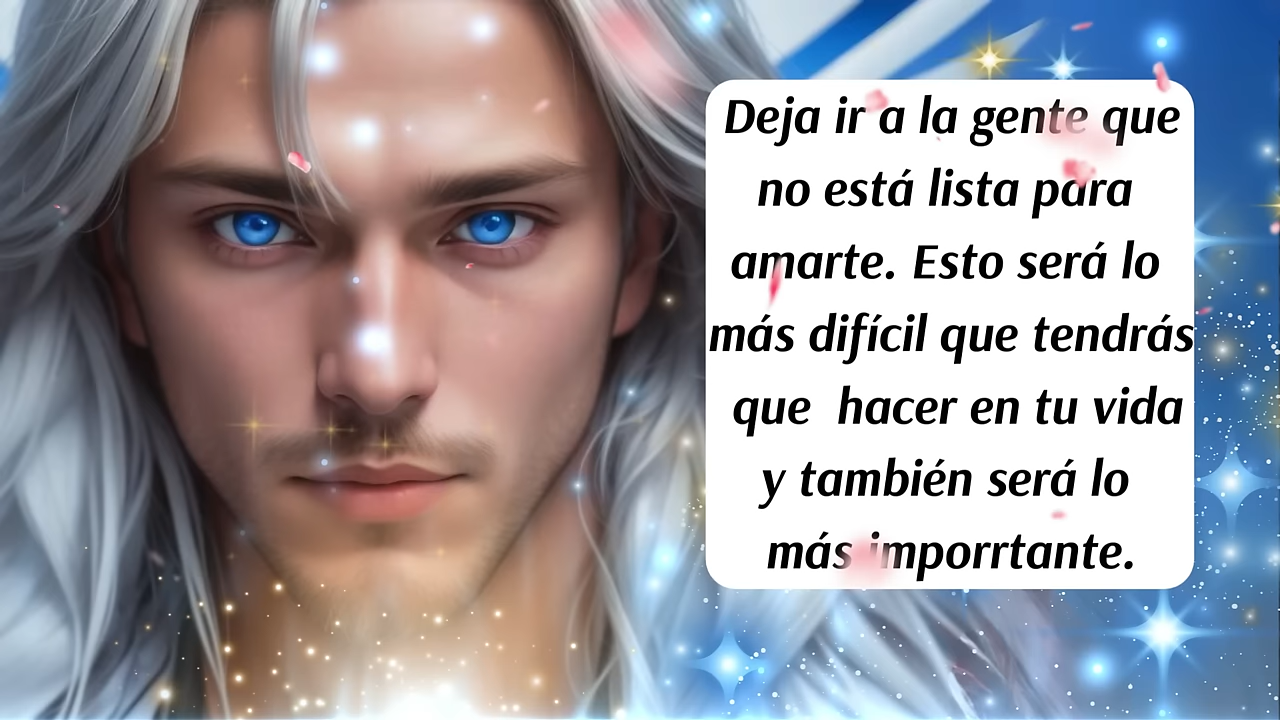 Deja ir a la gente que
no está lista para
amarte. Esto será lo
más difícil que tendrás
que hacer en tu vida
y también será lo
más imporrtante.